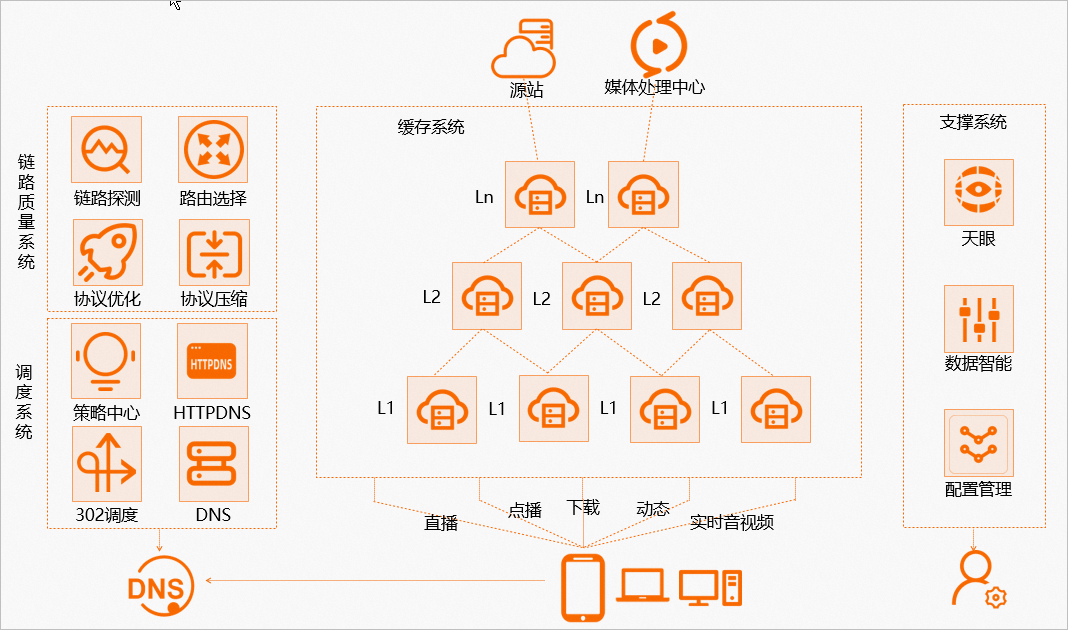 源站
媒体处理中心
链路质量系统
链路探测
路由选择
协议优化
协议压缩
调度系统
策略中心
HTTPDNS
HTTPDNS
302调度
DNS
DNS
缓存系统
Ln
Ln
L2
L2
L2
L1
L1
L1
L1
直播
点播
下载
动态
实时音视频
支撑系统
天眼
数据智能
配置管理